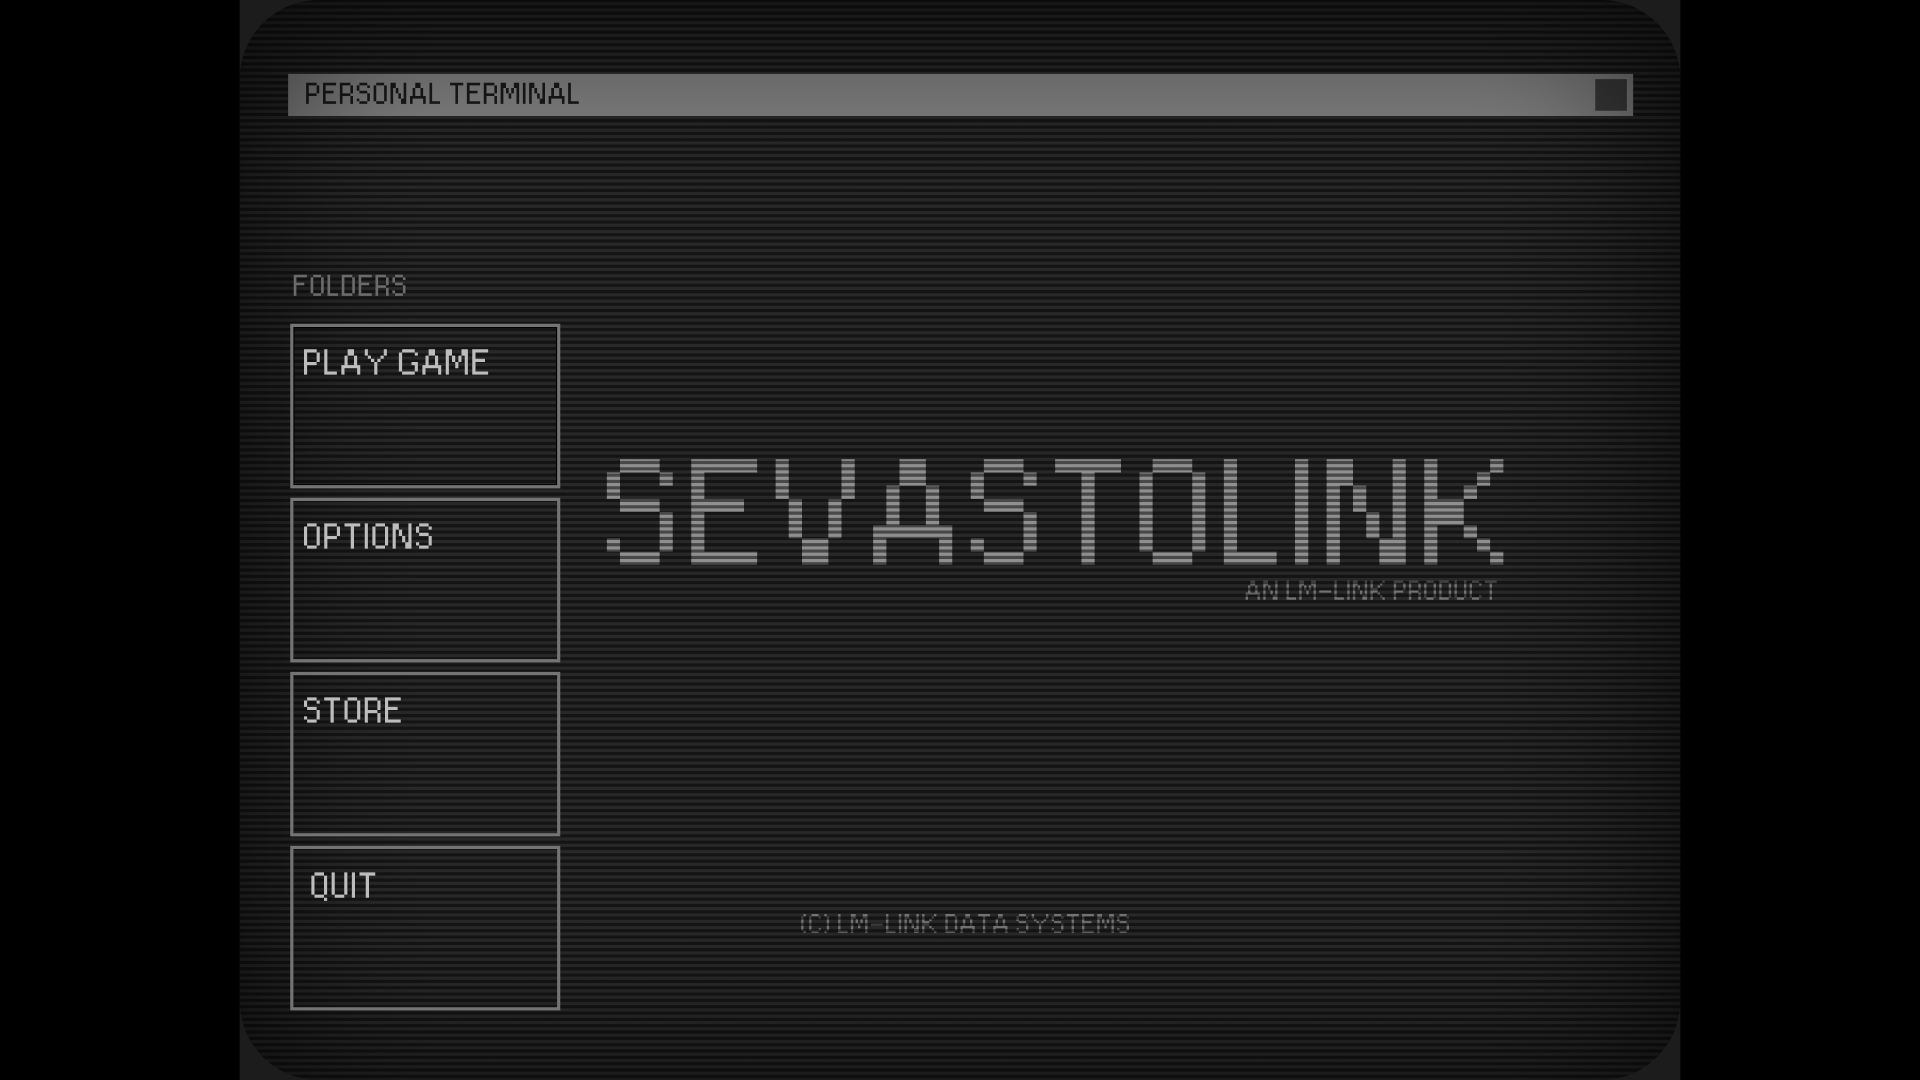 PERSONAL TERMINAL
FOLDERS
PLAY GAME
OPTIONS
STORE
QUIT
SEVASTOLINK
AN LM-LINK PRODUCT
(C) LM-LINK DATA SYSTEMS